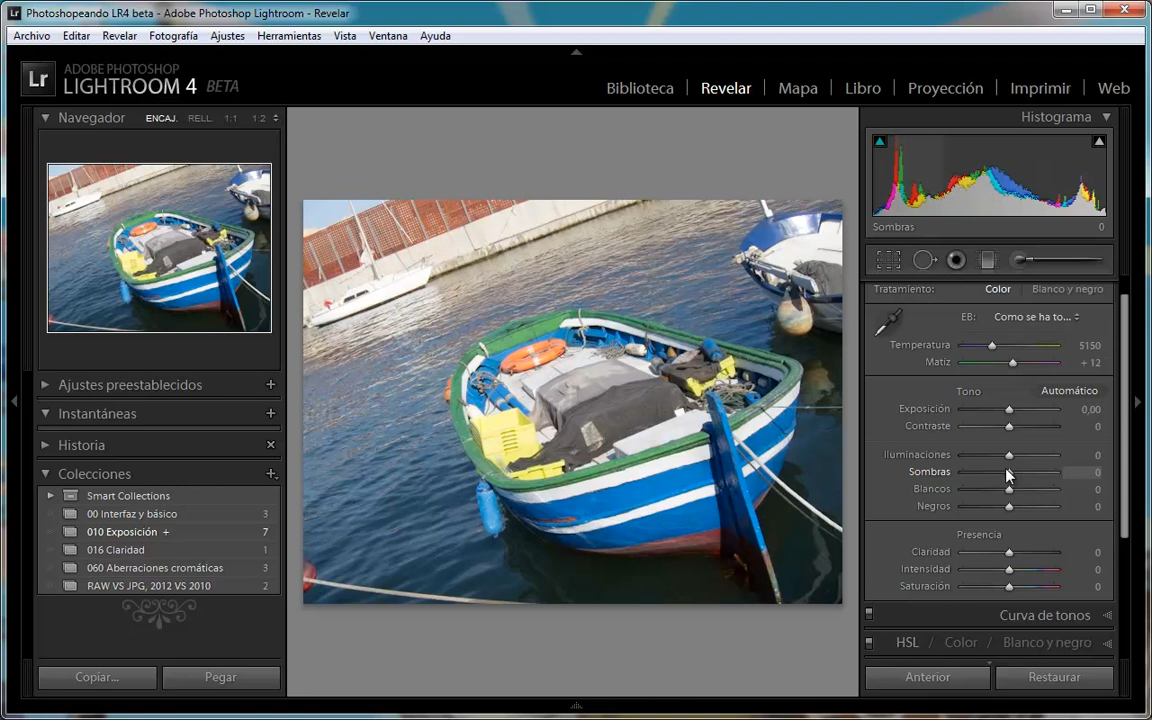 Photoshopeando LR4 beta - Adobe Photoshop Lightroom - Revelar
Archivo Editar Revelar Fotografía Ajustes Herramientas Vista Ventana Ayuda
Lr ADOBE PHOTOSHOP
LIGHTROOM 4 BETA
Biblioteca | Revelar | Mapa | Libro | Proyección | Imprimir | Web
Navegador ENCAJ. RELL. 1:1 1:2
Ajustes preestablecidos
Instantáneas
Historia
Colecciones
Smart Collections
00 Interfaz y básico 3
010 Exposición + 7
016 Claridad 1
060 Aberraciones cromáticas 3
RAW VS JPG, 2012 VS 2010 2
Copiar... Pegar
Histograma
Sombras 0
Tratamiento: Color Blanco y negro
EB: Como se ha to...
Temperatura 5150
Matiz + 12
Tono Automático
Exposición 0,00
Contraste 0
Iluminaciones 0
Sombras 0
Blancos 0
Negros 0
Presencia
Claridad 0
Intensidad 0
Saturación 0
Curva de tonos
HSL / Color / Blanco y negro
Anterior Restaurar